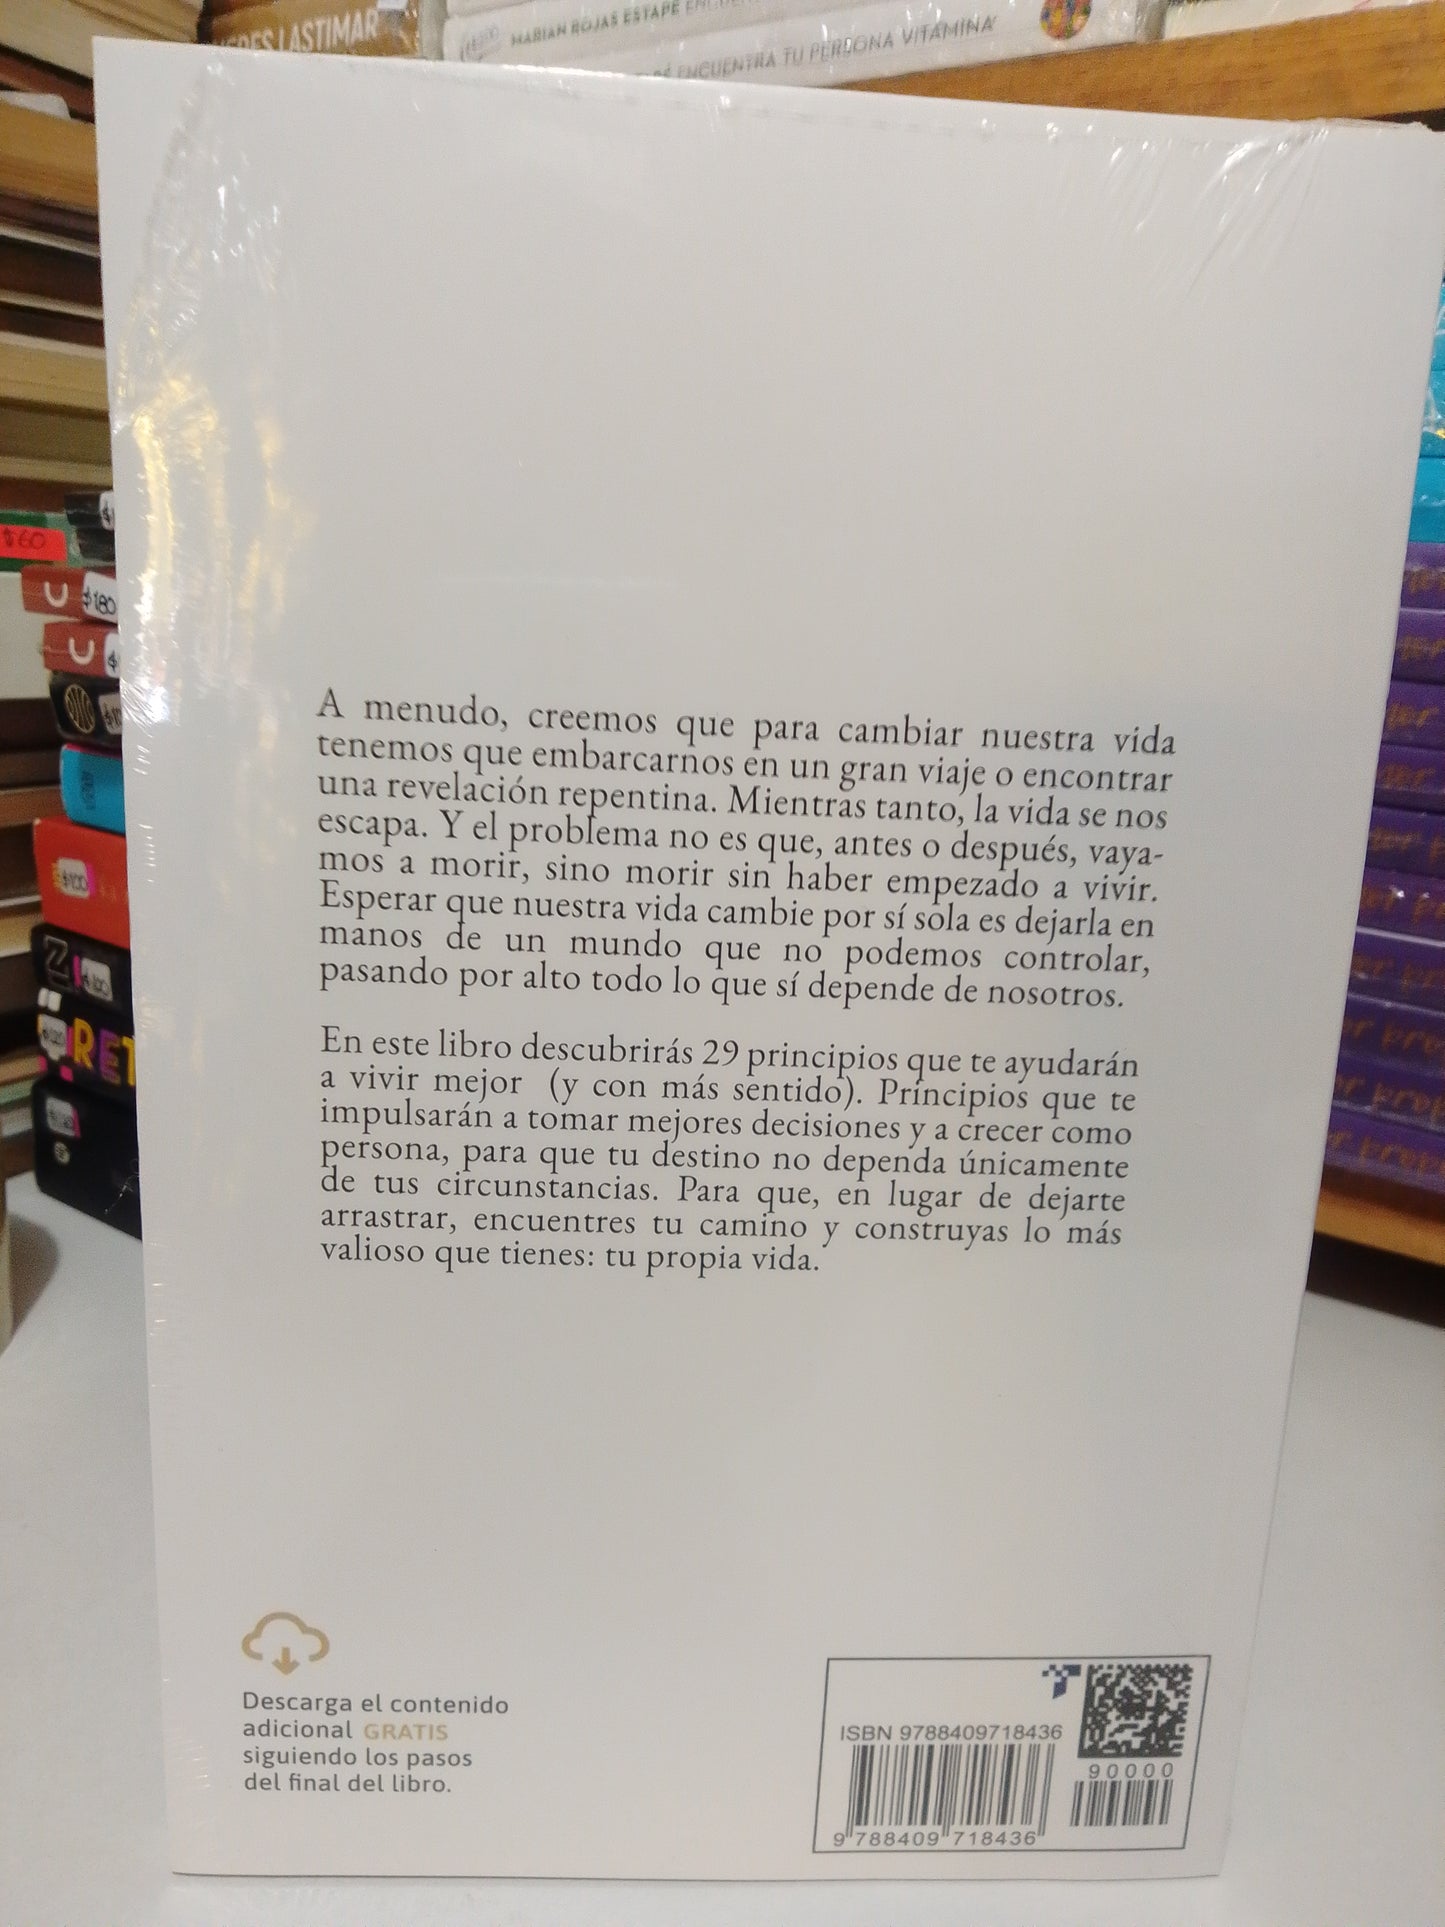 LASTIMAR
MARIAN ROJAS ESTAPÉ
ENCUENTRA TU PERSONA VITAMINA
$60
$180
$100
A menudo, creemos que para cambiar nuestra vida
tenemos que embarcarnos en un gran viaje o encontrar
una revelación repentina. Mientras tanto, la vida se nos
escapa. Y el problema no es que, antes o después, vaya-
mos a morir, sino morir sin haber empezado a vivir.
Esperar que nuestra vida cambie por sí sola es dejarla en
manos de un mundo que no podemos controlar,
pasando por alto todo lo que sí depende de nosotros.
En este libro descubrirás 29 principios que te ayudarán
a vivir mejor (y con más sentido). Principios que te
impulsarán a tomar mejores decisiones y a crecer como
persona, para que tu destino no dependa únicamente
de tus circunstancias. Para que, en lugar de dejarte
arrastrar, encuentres tu camino y construyas lo más
valioso que tienes: tu propia vida.
Descarga el contenido
adicional GRATIS
siguiendo los pasos
del final del libro.
ISBN 9788409718436
90000
9 788409 718436